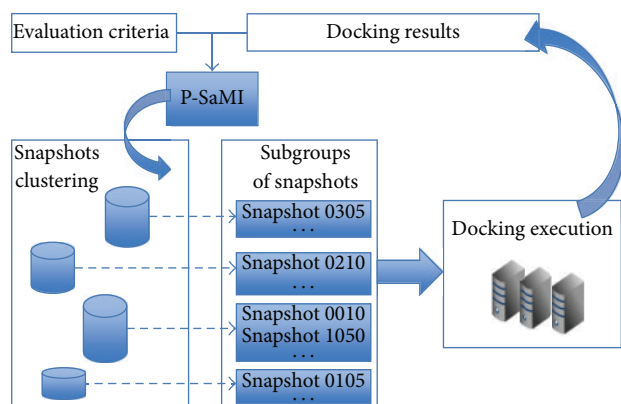 Evaluation criteria
Docking results
P-SaMI
Snapshots
clustering
Subgroups
of snapshots
Snapshot 0305
...
Snapshot 0210
...
Snapshot 0010
Snapshot 1050
...
Snapshot 0105
...
Docking execution